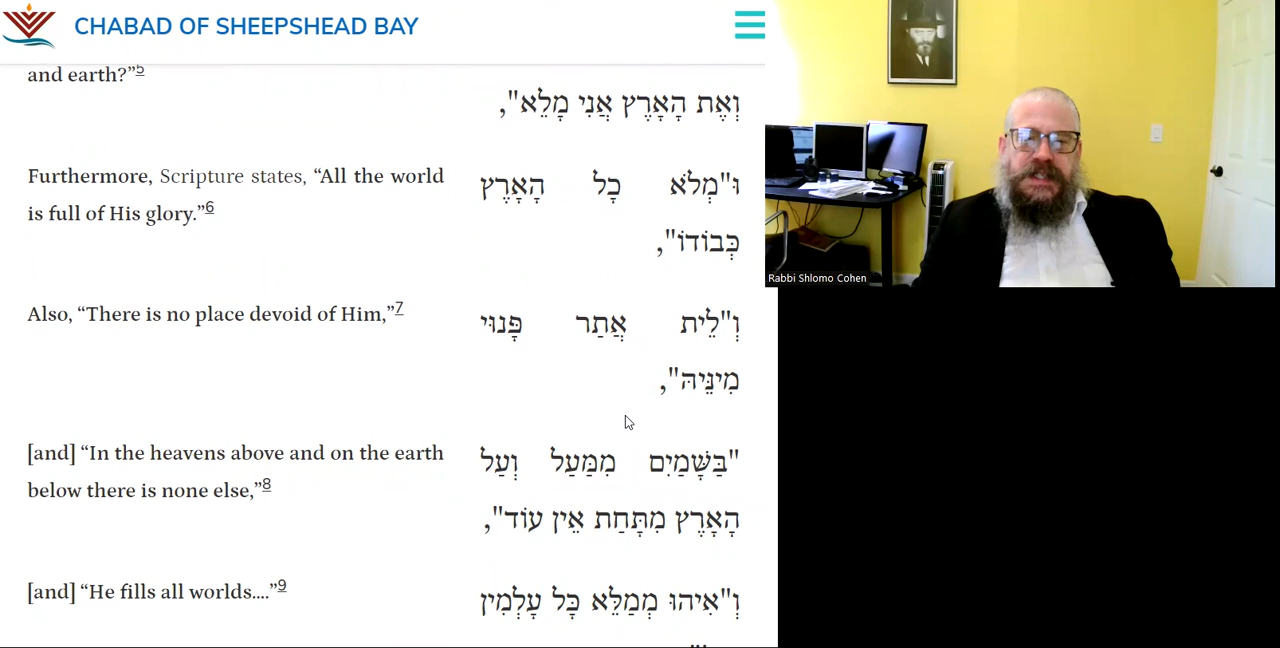 CHABAD OF SHEEPSHEAD BAY
and earth?”5
וְאֶת הָאָרֶץ אֲנִי מָלֵא",
Furthermore, Scripture states, “All the world
is full of His glory.”6
וּ"מְלֹא כָל הָאָרֶץ
כְּבוֹדוֹ",
Also, “There is no place devoid of Him,”7
וְ"לֵית אֲתַר פָּנוּי
מִינֵּיהּ",
[and] “In the heavens above and on the earth
below there is none else,”8
"בַּשָּׁמַיִם מִמַּעַל וְעַל
הָאָרֶץ מִתָּחַת אֵין עוֹד",
[and] “He fills all worlds....”9
וְ"אִיהוּ מְמַלֵּא כָּל עָלְמִין
Rabbi Shlomo Cohen